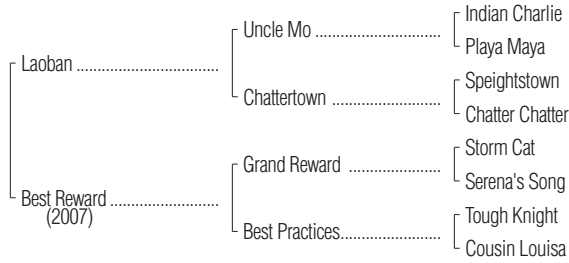 Indian Charlie
Uncle Mo ..............................
Playa Maya
Laoban ..................................
Speightstown
Chattertown ..........................
Chatter Chatter
Storm Cat
Grand Reward ......................
Serena's Song
Best Reward ..........................
(2007)
Tough Knight
Best Practices........................
Cousin Louisa